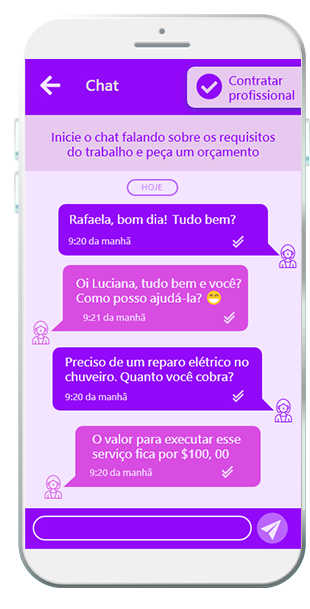 Chat
Contratar
profissional
Inicie o chat falando sobre os requisitos
do trabalho e peça um orçamento
HOJE
Rafaela, bom dia! Tudo bem?
9:20 da manhã
Oi Luciana, tudo bem e você?
Como posso ajudá-la? 😁
9:21 da manhã
Preciso de um reparo elétrico no
chuveiro. Quanto você cobra?
9:20 da manhã
O valor para executar esse
serviço fica por $100, 00
9:20 da manhã